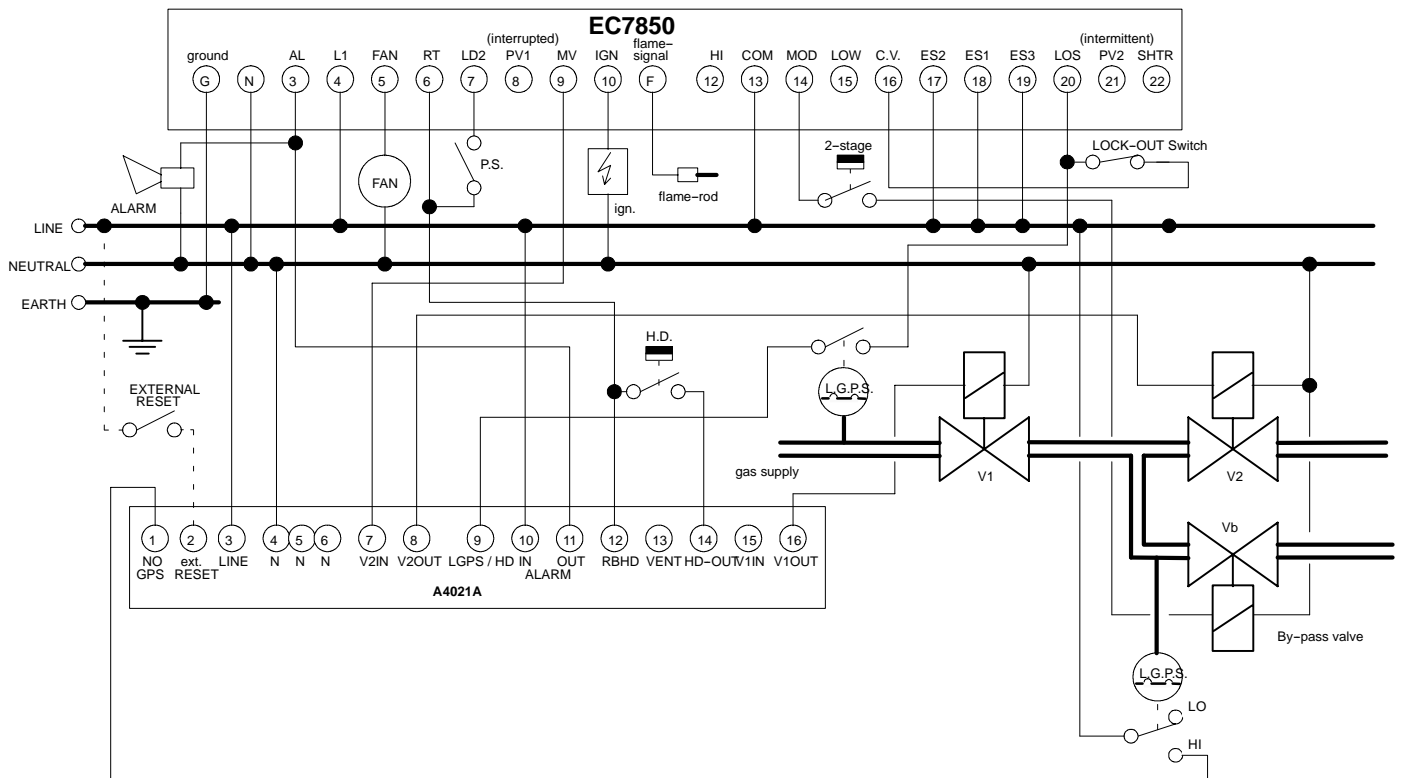 EC7850
(interrupted) (intermittent)
ground AL L1 FAN RT LD2 PV1 MV IGN flame-signal HI COM MOD LOW C.V. ES2 ES1 ES3 LOS PV2 SHTR
G N 3 4 5 6 7 8 9 10 F 12 13 14 15 16 17 18 19 20 21 22
2-stage
LOCK-OUT Switch
P.S.
FAN
flame-rod
ALARM
ign.
LINE
NEUTRAL
EARTH
H.D.
EXTERNAL
RESET
L.G.P.S.
gas supply
V1
V2
Vb
1 2 3 4 5 6 7 8 9 10 11 12 13 14 15 16
NO ext. LINE N N N V2IN V2OUT LGPS / HD IN OUT RBHD VENT HD-OUT V1IN V1OUT
GPS RESET ALARM
A4021A
By-pass valve
L.G.P.S.
LO
HI